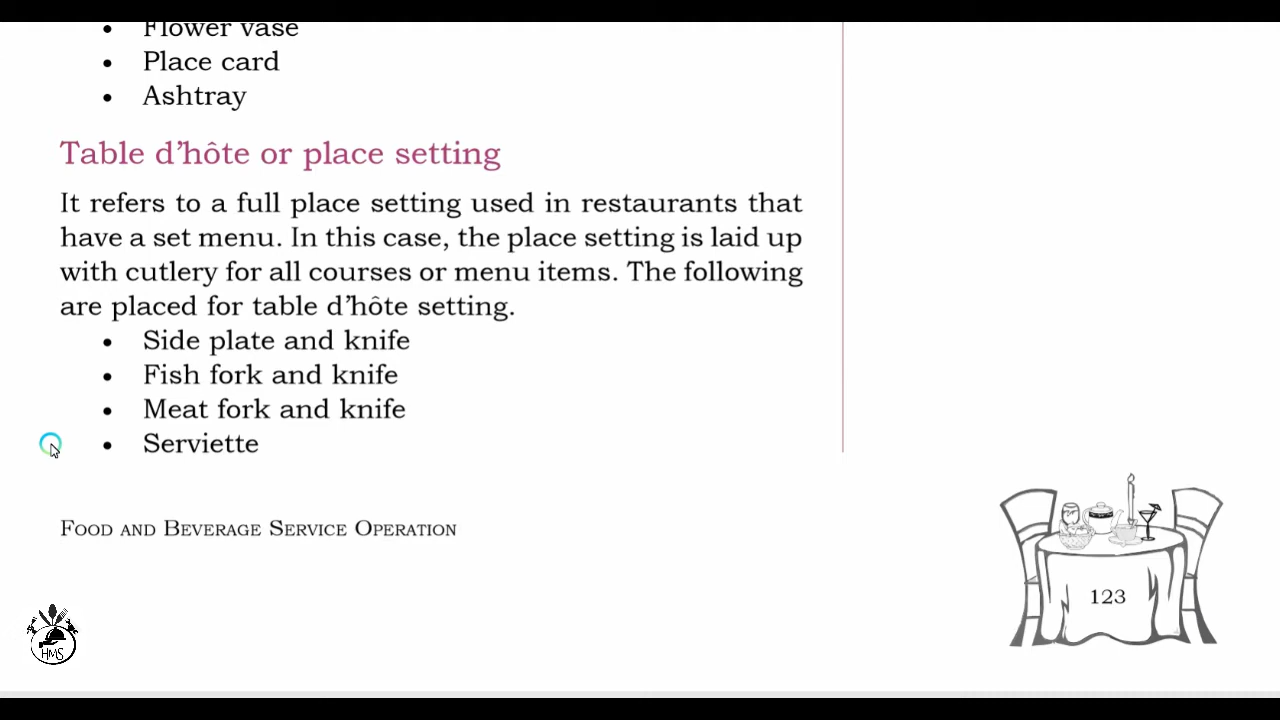 • Flower vase
• Place card
• Ashtray
Table d'hôte or place setting
It refers to a full place setting used in restaurants that
have a set menu. In this case, the place setting is laid up
with cutlery for all courses or menu items. The following
are placed for table d'hôte setting.
• Side plate and knife
• Fish fork and knife
• Meat fork and knife
• Serviette
Food and Beverage Service Operation
123
HMS